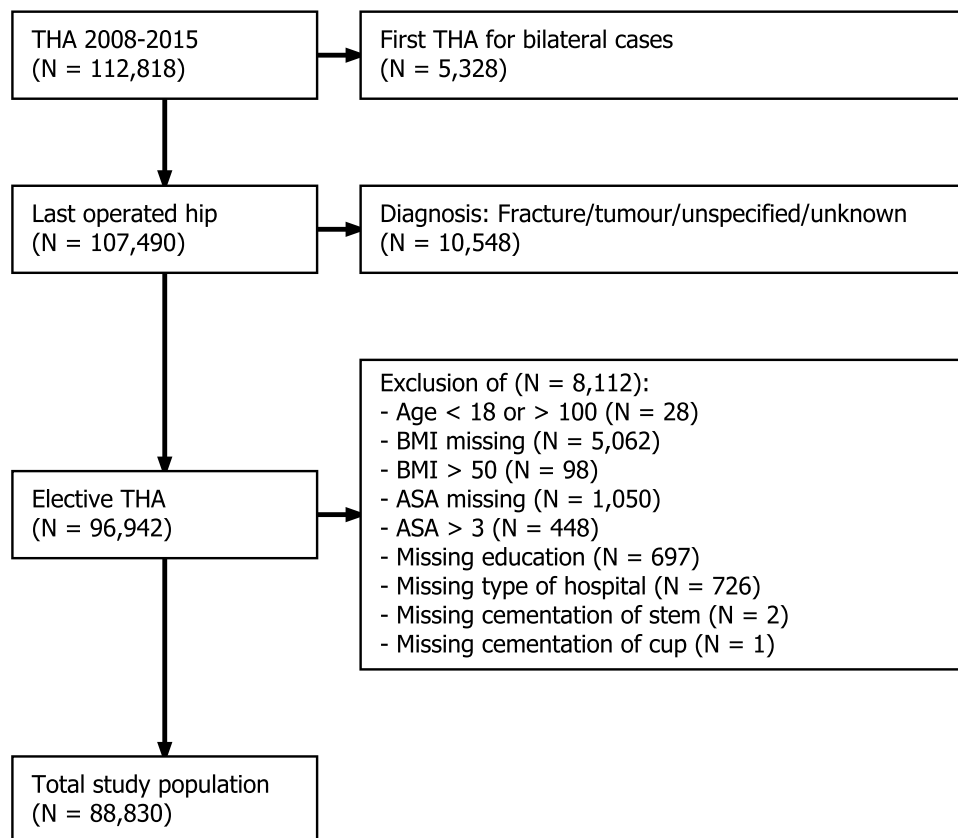 THA 2008-2015
(N = 112,818)
First THA for bilateral cases
(N = 5,328)
Last operated hip
(N = 107,490)
Diagnosis: Fracture/tumour/unspecified/unknown
(N = 10,548)
Exclusion of (N = 8,112):
- Age < 18 or > 100 (N = 28)
- BMI missing (N = 5,062)
- BMI > 50 (N = 98)
- ASA missing (N = 1,050)
- ASA > 3 (N = 448)
- Missing education (N = 697)
- Missing type of hospital (N = 726)
- Missing cementation of stem (N = 2)
- Missing cementation of cup (N = 1)
Elective THA
(N = 96,942)
Total study population
(N = 88,830)